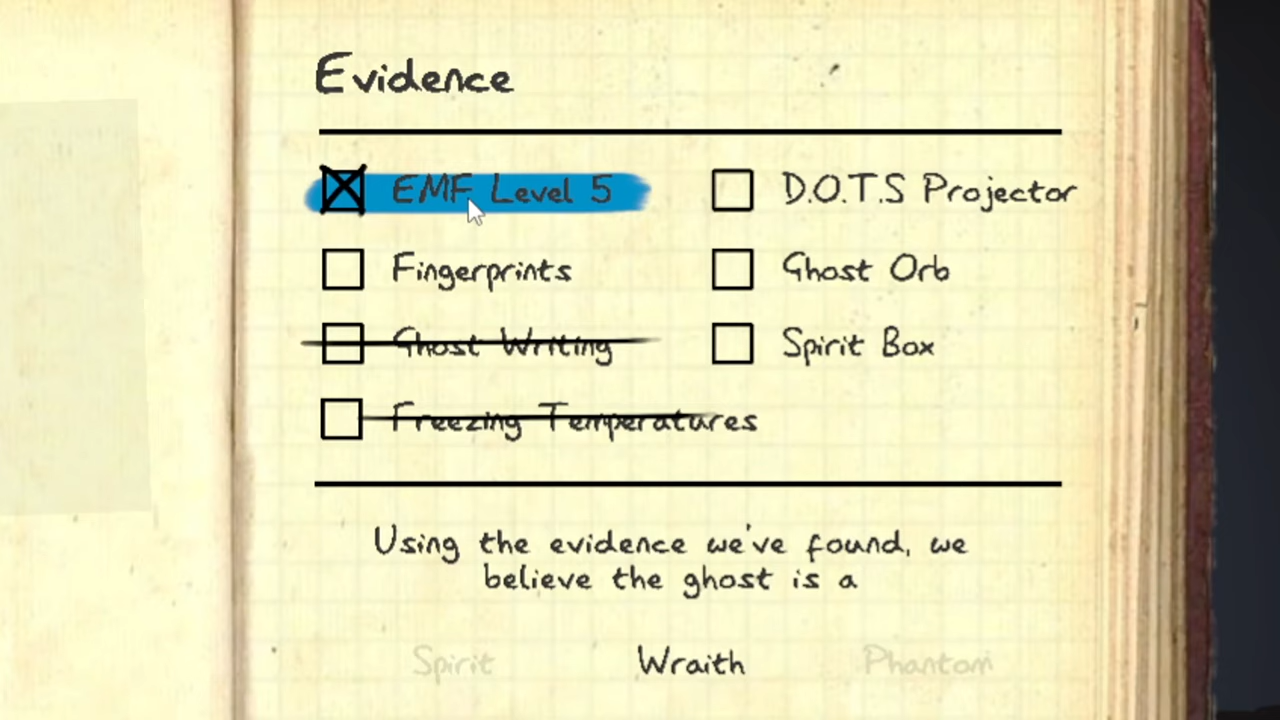 Evidence
EMF Level 5
D.O.T.S Projector
Fingerprints
Ghost Orb
Ghost Writing
Spirit Box
Freezing Temperatures
Using the evidence we've found, we
believe the ghost is a
Spirit Wraith Phantom